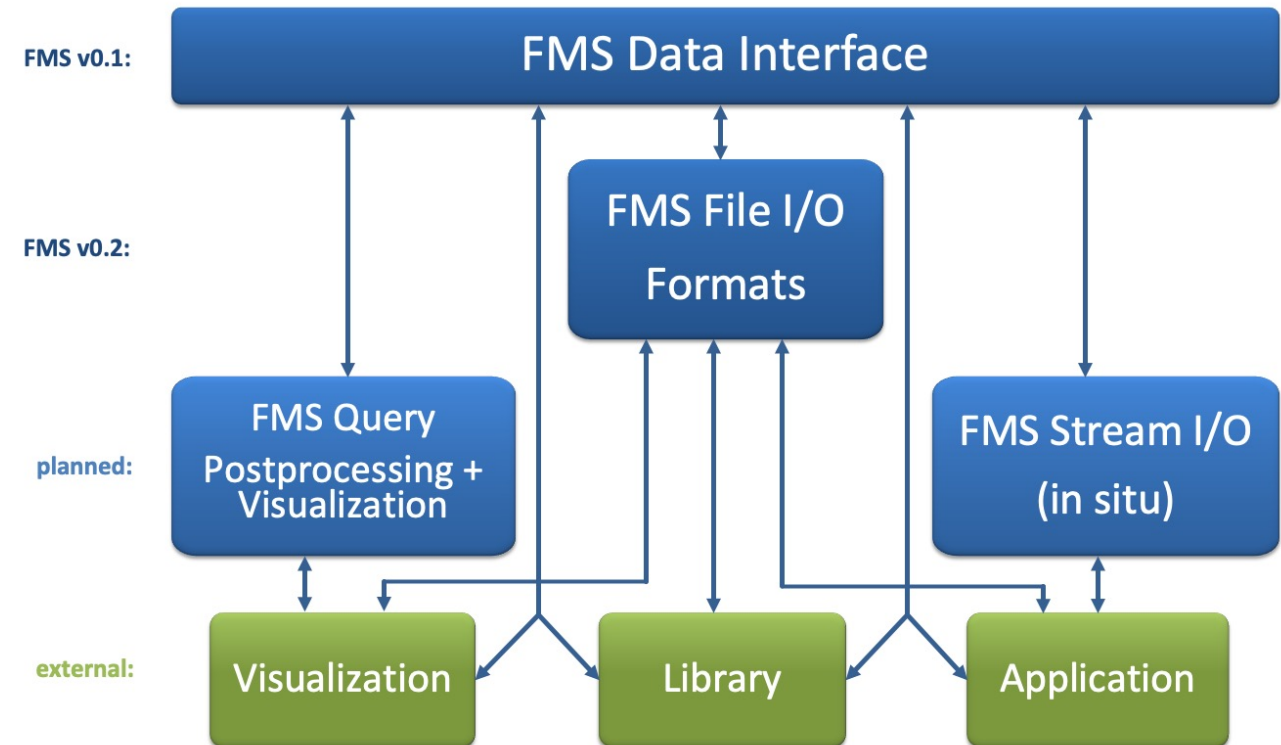 FMS v0.1:
FMS Data Interface
FMS v0.2:
FMS File I/O
Formats
planned:
FMS Query
Postprocessing +
Visualization
FMS Stream I/O
(in situ)
external:
Visualization
Library
Application